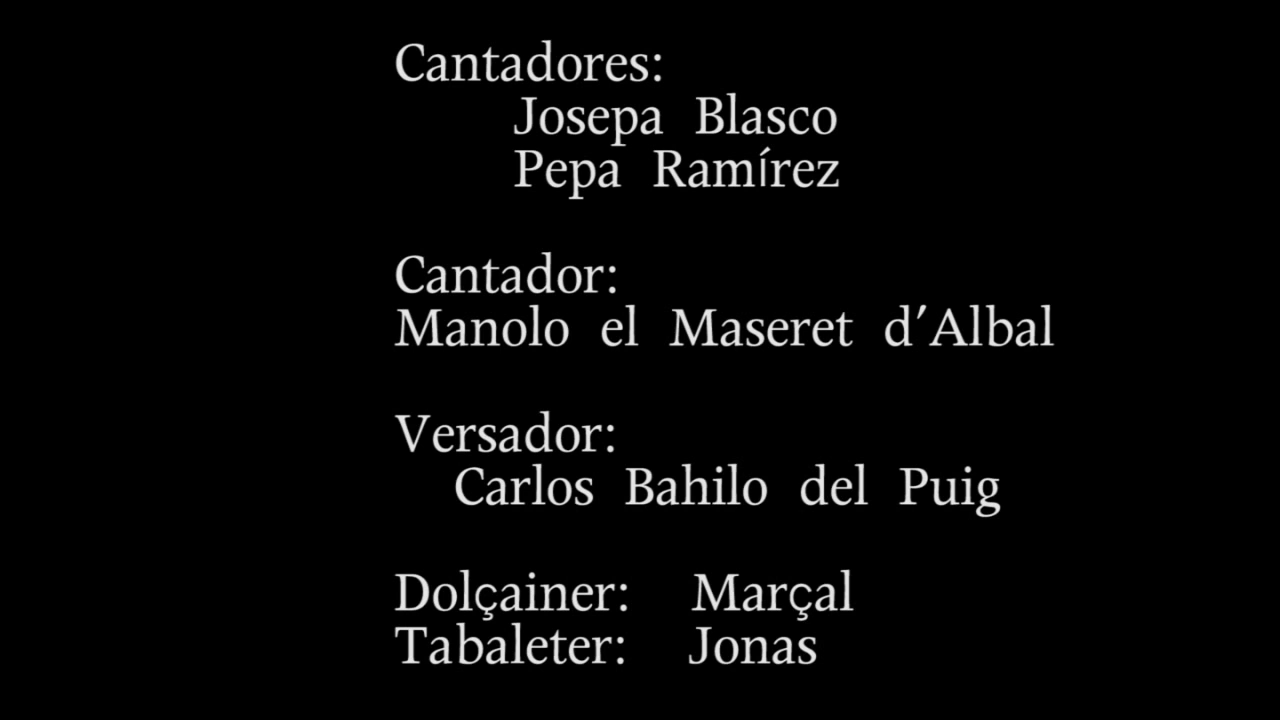 Cantadores:
Josepa Blasco
Pepa Ramírez
Cantador:
Manolo el Maseret d'Albal
Versador:
Carlos Bahilo del Puig
Dolçainer: Marçal
Tabaleter: Jonas